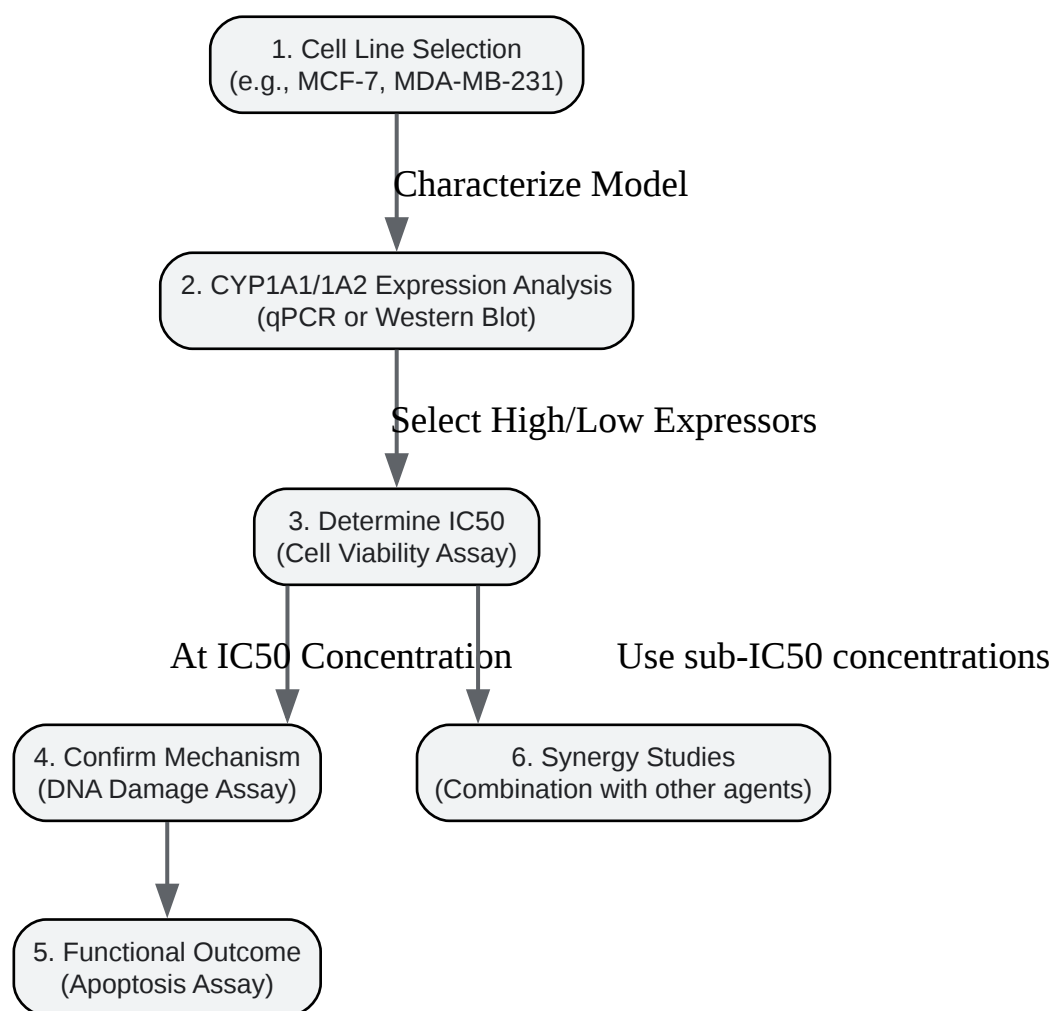 1. Cell Line Selection
(e.g., MCF-7, MDA-MB-231)
Characterize Model
2. CYP1A1/1A2 Expression Analysis
(qPCR or Western Blot)
Select High/Low Expressors
3. Determine IC50
(Cell Viability Assay)
At IC50 Concentration
Use sub-IC50 concentrations
4. Confirm Mechanism
(DNA Damage Assay)
6. Synergy Studies
(Combination with other agents)
5. Functional Outcome
(Apoptosis Assay)